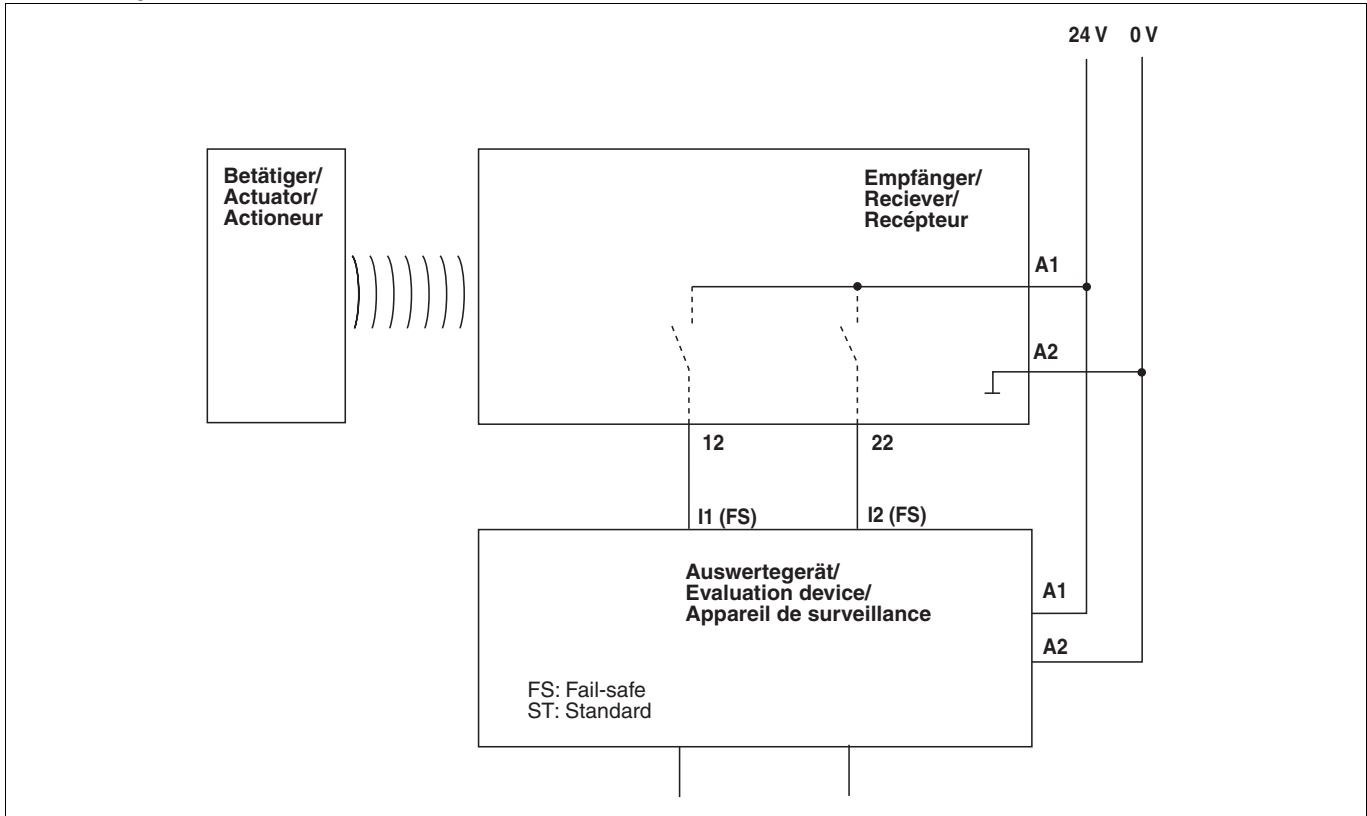 24 V 0 V
Betätiger/
Actuator/
Actioneur
Empfänger/
Reciever/
Recépteur
A1
A2
12 22
I1 (FS) I2 (FS)
Auswertegerät/
Evaluation device/
Appareil de surveillance
A1
A2
FS: Fail-safe
ST: Standard